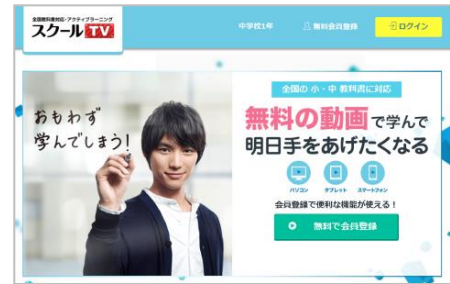 全国教科書対応・アクティブラーニング
スクールTV
中学校1年
無料会員登録
ログイン
全国の 小・中 教科書に対応
おもわず
学んでしまう!
無料の動画で学んで
明日手をあげたくなる
パソコン
タブレット
スマートフォン
会員登録で便利な機能が使える!
無料で会員登録